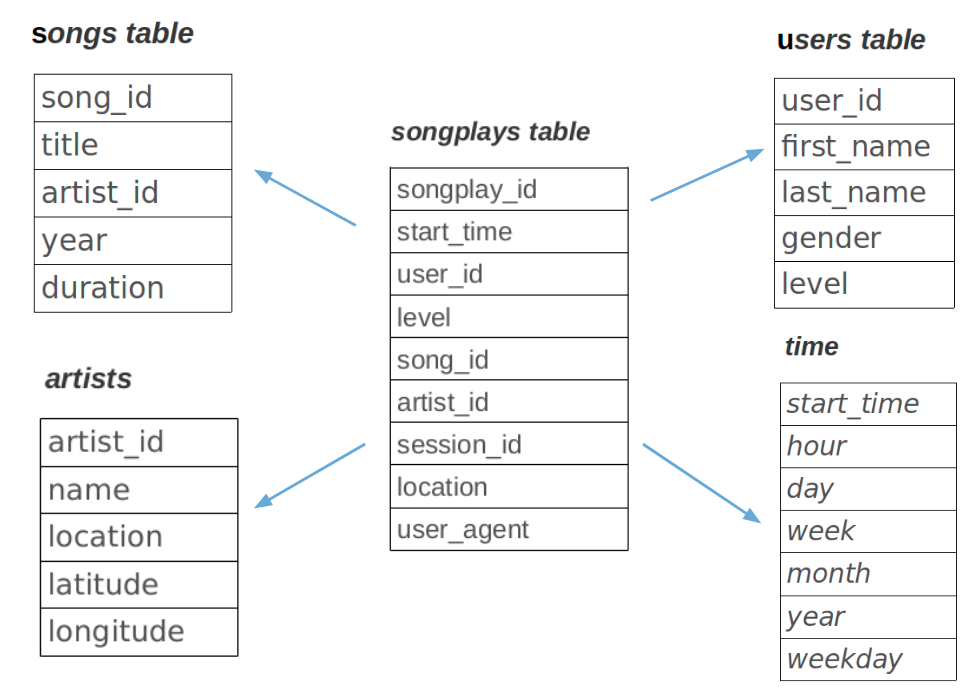 songs table
song_id
title
artist_id
year
duration
artists
artist_id
name
location
latitude
longitude
songplays table
songplay_id
start_time
user_id
level
song_id
artist_id
session_id
location
user_agent
users table
user_id
first_name
last_name
gender
level
time
start_time
hour
day
week
month
year
weekday